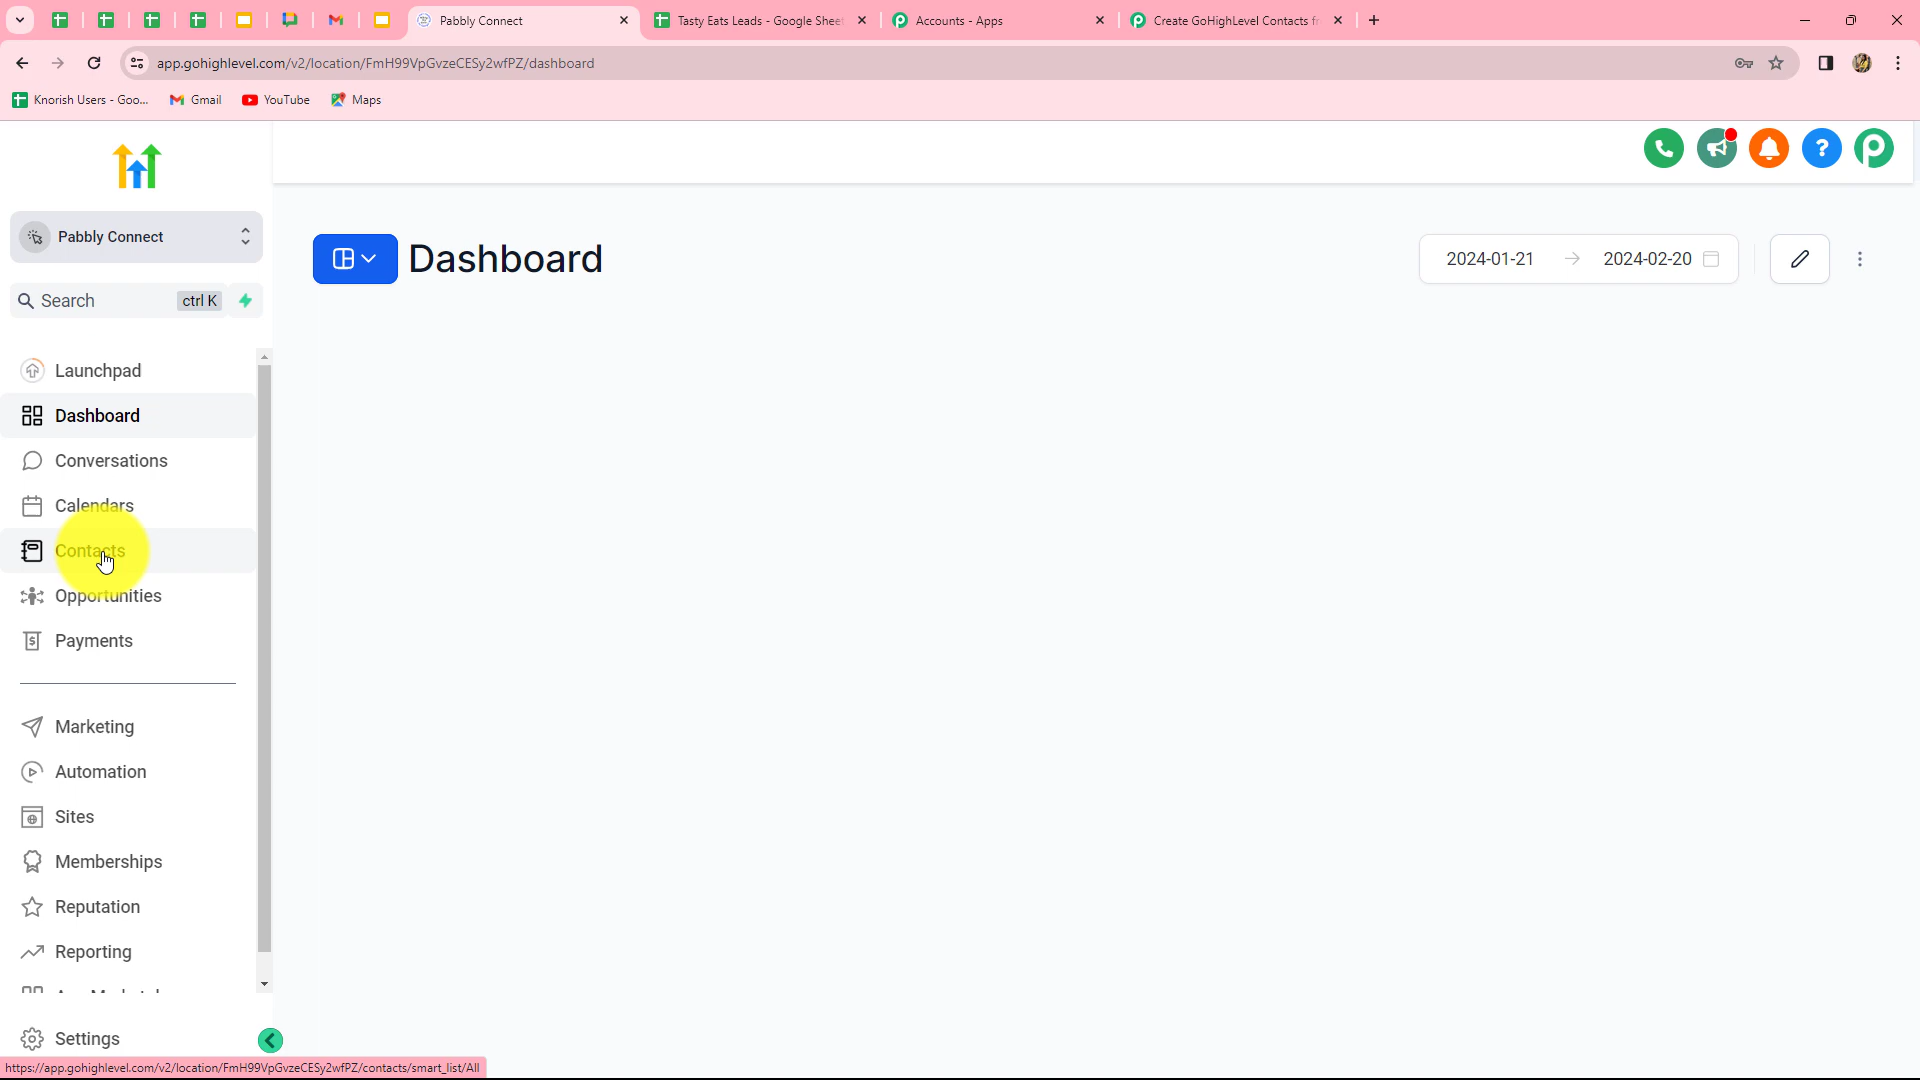 Pabbly Connect
Tasty Eats Leads - Google Shee
Accounts - Apps
Create GoHighLevel Contacts fr
app.gohighlevel.com/v2/location/FmH99VpGvzeCESy2wfPZ/dashboard
Knorish Users - Goo...
Gmail
YouTube
Maps
Pabbly Connect
Search
ctrl K
Dashboard
2024-01-21
2024-02-20
Launchpad
Dashboard
Conversations
Calendars
Contacts
Opportunities
Payments
Marketing
Automation
Sites
Memberships
Reputation
Reporting
Settings
https://app.gohighlevel.com/v2/location/FmH99VpGvzeCESy2wfPZ/contacts/smart_list/All